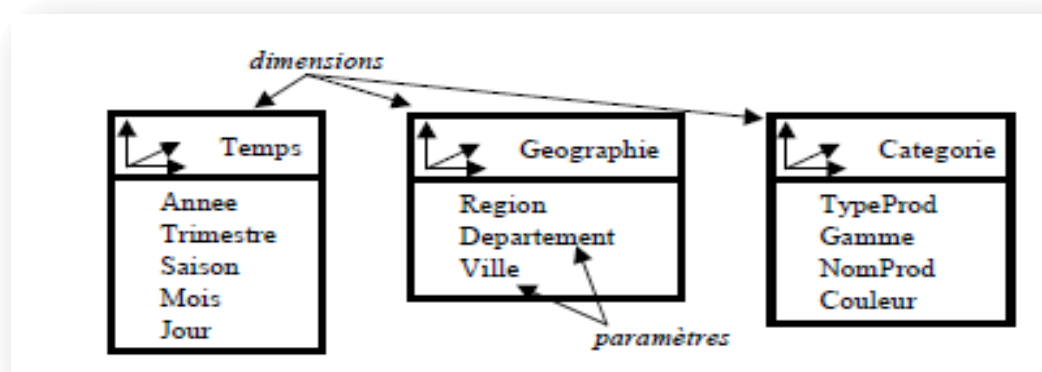 dimensions
Temps
Annee
Trimestre
Saison
Mois
Jour
Geographie
Region
Departement
Ville
paramètres
Categorie
TypeProd
Gamme
NomProd
Couleur